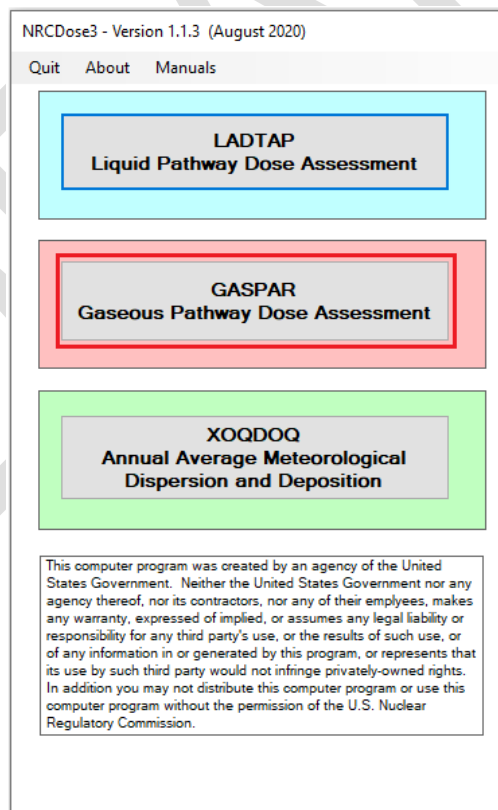 NRCDose3 - Version 1.1.3 (August 2020)
Quit About Manuals
LADTAP
Liquid Pathway Dose Assessment
GASPAR
Gaseous Pathway Dose Assessment
XOQDOQ
Annual Average Meteorological
Dispersion and Deposition
This computer program was created by an agency of the United
States Government. Neither the United States Government nor any
agency thereof, nor its contractors, nor any of their emplyees, makes
any warranty, expressed of implied, or assumes any legal liability or
responsibility for any third party's use, or the results of such use, or
of any information in or generated by this program, or represents that
its use by such third party would not infringe privately-owned rights.
In addition you may not distribute this computer program or use this
computer program without the permission of the U.S. Nuclear
Regulatory Commission.